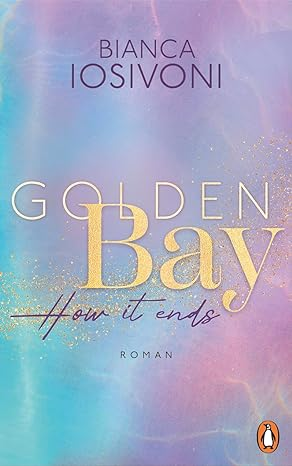 BIANCA
IOSIVONI
GOLDEN
Bay
How it ends
ROMAN